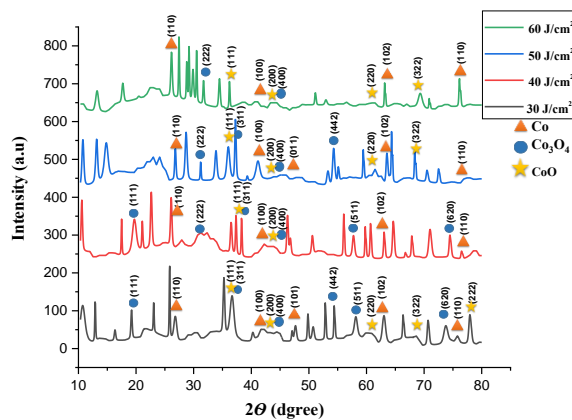 Intensity (a.u)
800
700
600
500
400
300
200
100
0
10
20
30
40
50
60
70
80
2Θ (dgree)
60 J/cm²
50 J/cm²
40 J/cm²
30 J/cm²
Co
Co₃O₄
CoO
(110) (222) (111) (100) (200) (400) (220) (102) (322) (110)
(110) (222) (111) (311) (100) (200) (400) (011) (442) (220) (102) (322) (110)
(111) (110) (222) (111) (311) (100) (200) (400) (511) (102) (620) (110)
(111) (110) (111) (311) (100) (200) (400) (101) (442) (511) (220) (102) (322) (620) (110) (222)